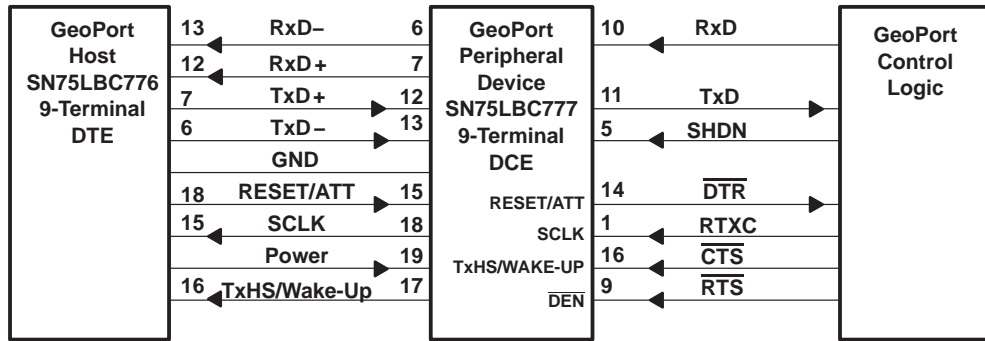 GeoPort
Host
SN75LBC776
9-Terminal
DTE
13 RxD– 6
12 RxD+ 7
7 TxD+ 12
6 TxD– 13
GND
18 RESET/ATT 15
15 SCLK 18
Power 19
16 TxHS/Wake-Up 17
GeoPort
Peripheral
Device
SN75LBC777
9-Terminal
DCE
RESET/ATT
SCLK
TxHS/WAKE-UP
DEN
10 RxD
11 TxD
5 SHDN
14 DTR
1 RTXC
16 CTS
9 RTS
GeoPort
Control
Logic